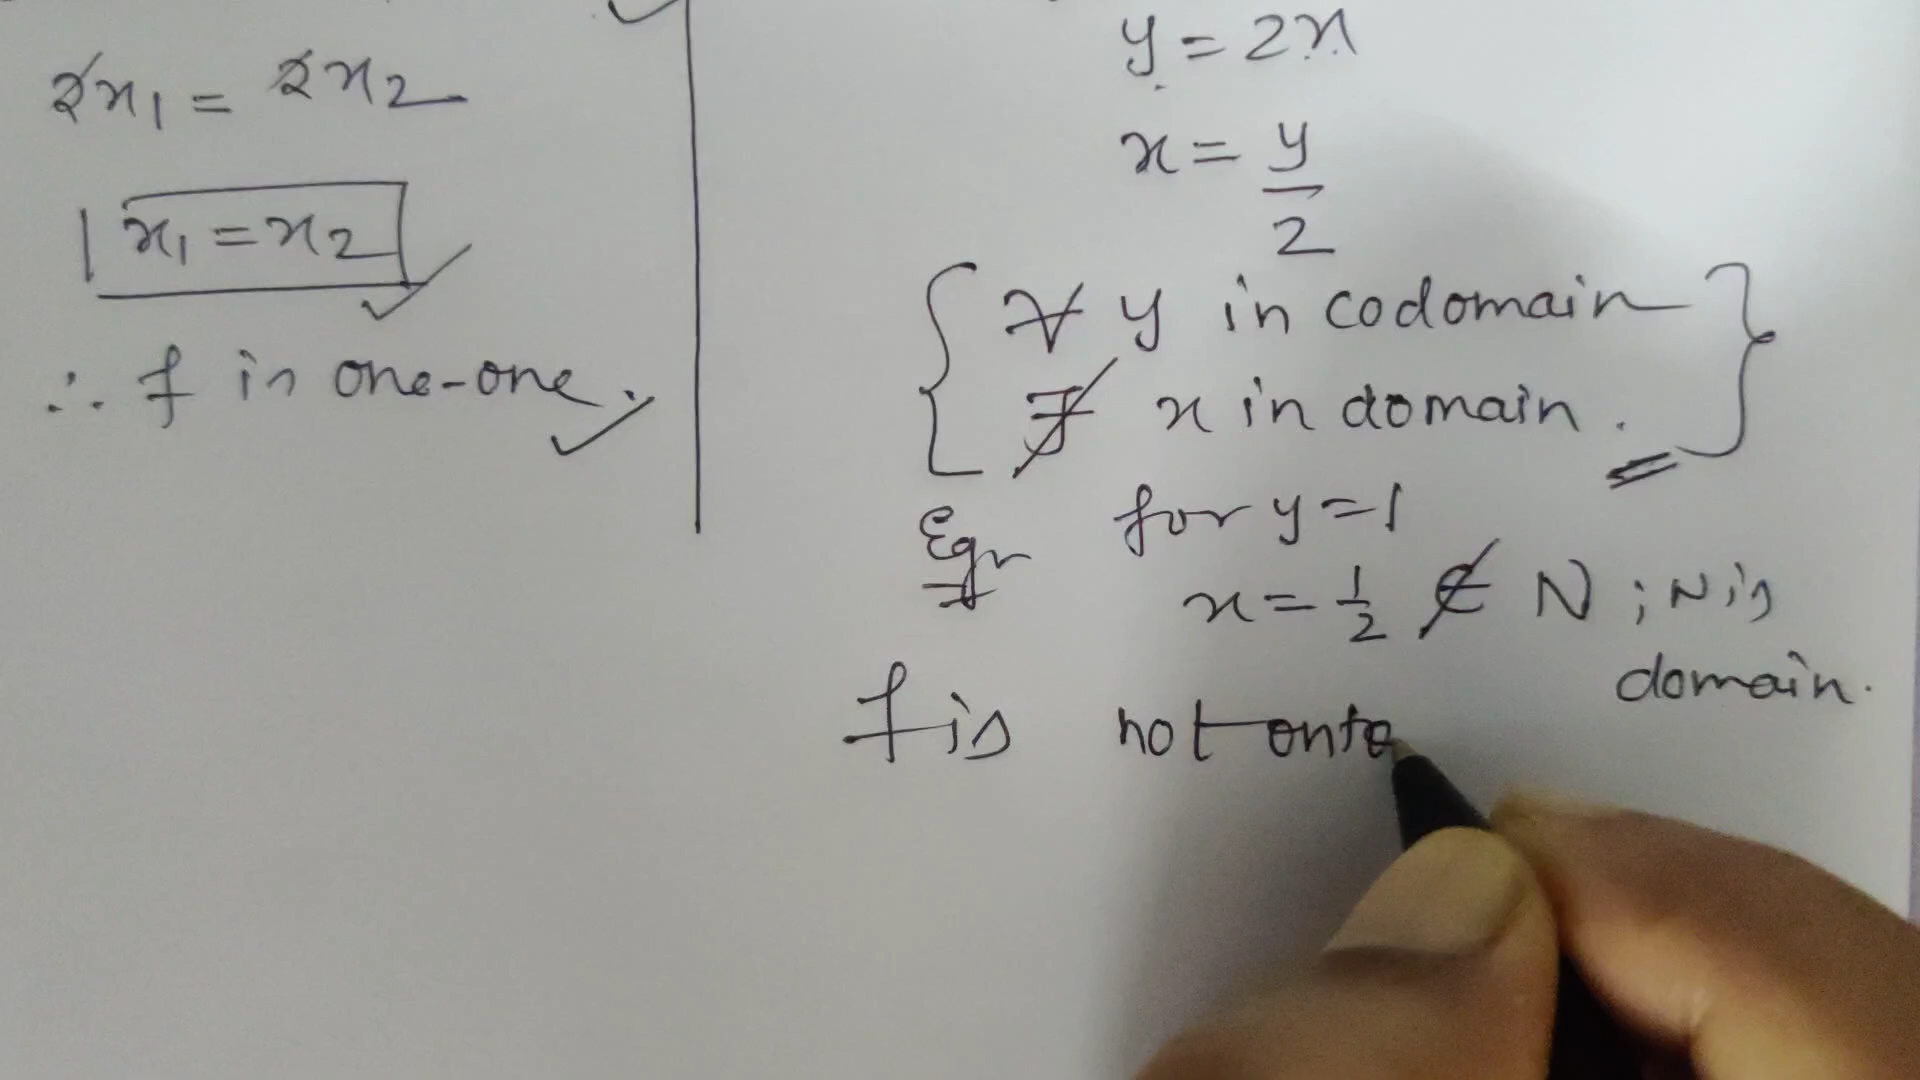 2x₁ = 2x₂
x₁ = x₂
∴ f is one-one.
y = 2x
x = y/2
{ ∀ y in codomain
∄ x in domain. }
Eg:- for y = 1
x = 1/2 ∉ N ; N is
domain.
f is not onto